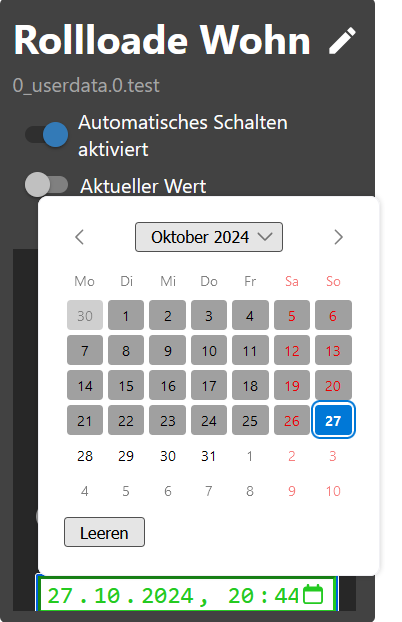 Rollloade Wohn
0_userdata.0.test
Automatisches Schalten
aktiviert
Aktueller Wert
Oktober 2024
Mo Di Mi Do Fr Sa So
30 1 2 3 4 5 6
7 8 9 10 11 12 13
14 15 16 17 18 19 20
21 22 23 24 25 26 27
28 29 30 31 1 2 3
4 5 6 7 8 9 10
Leeren
27.10.2024, 20:44